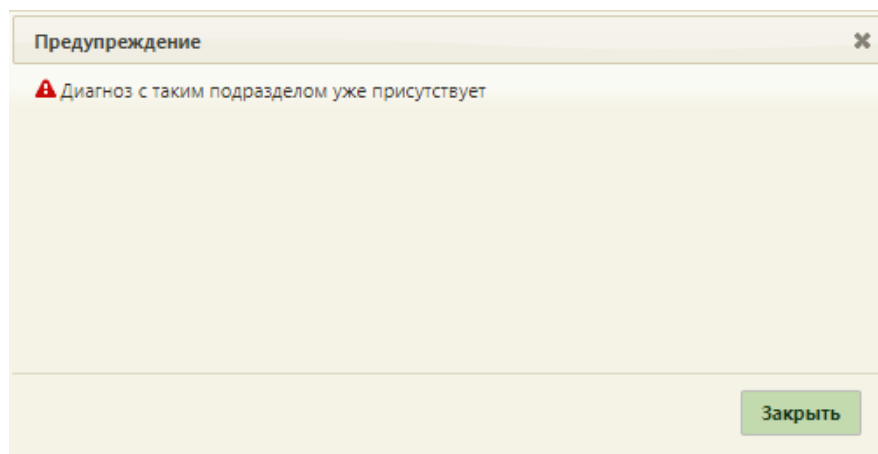 Предупреждение
Диагноз с таким подразделом уже присутствует
Закрыть